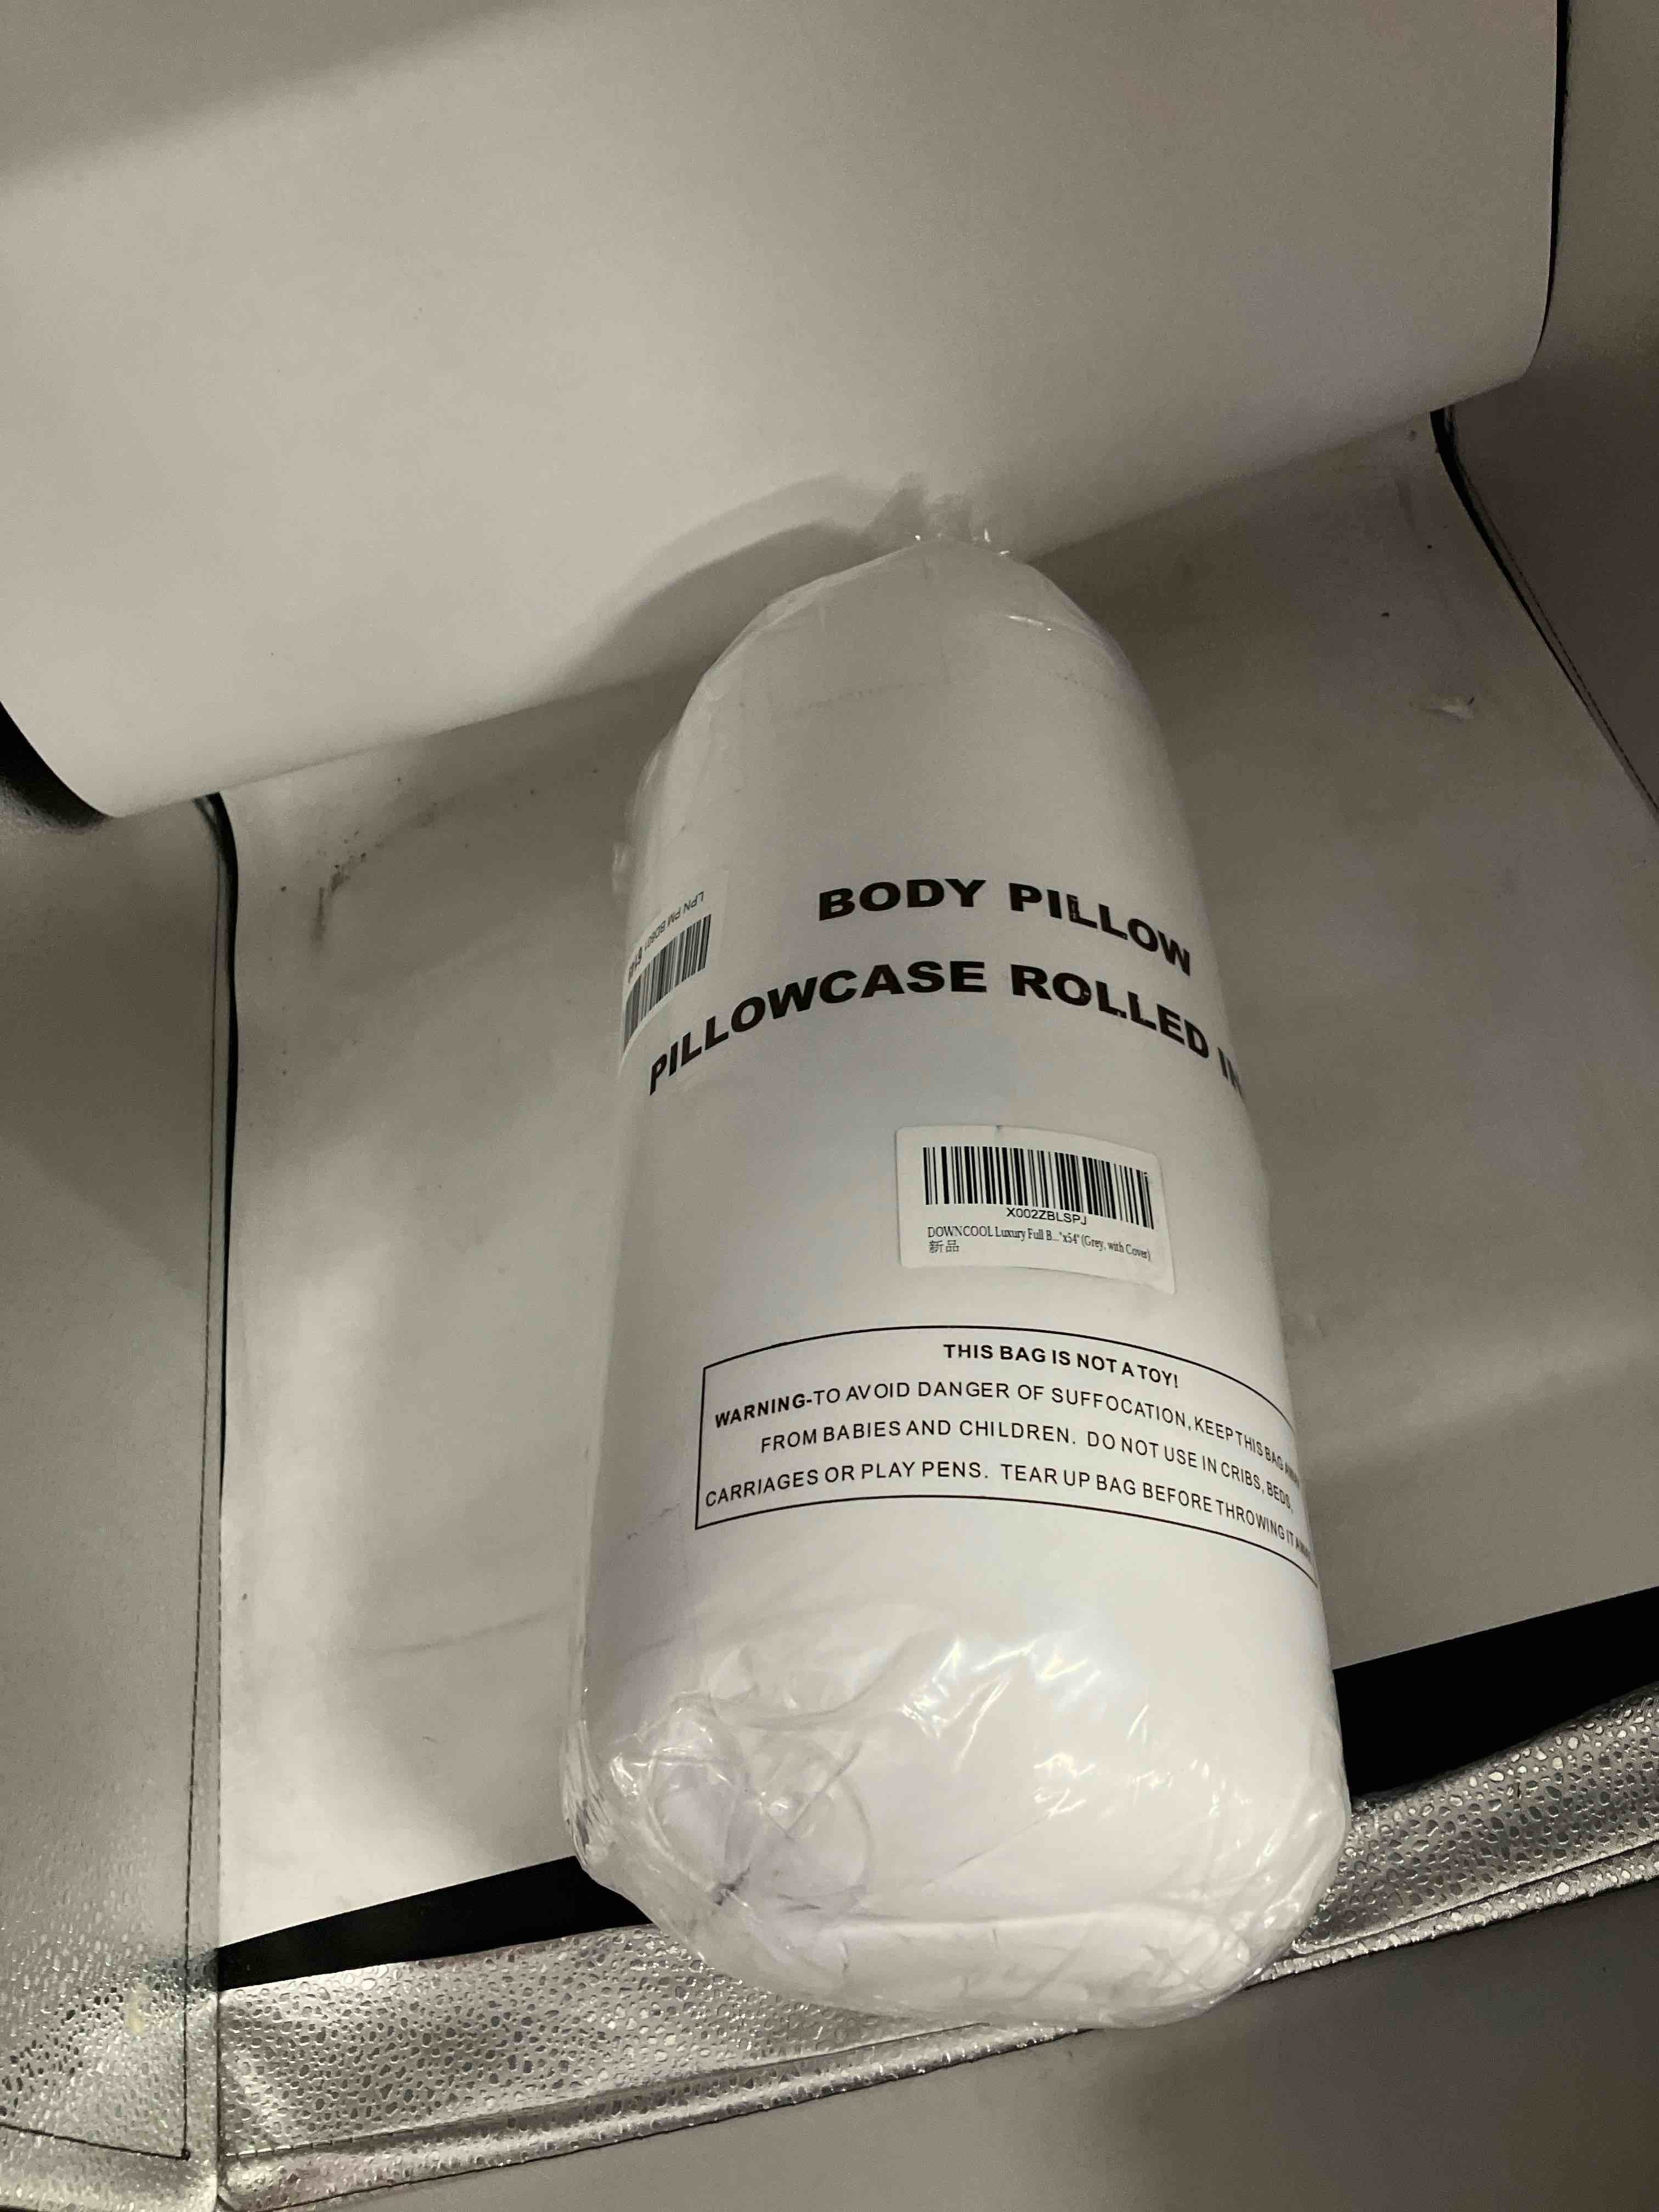 BODY PILLOW
PILLOWCASE ROLLED
LPN PM
X002ZBLSPJ
DOWNCOOL Luxury Full B..."x54" (Grey, with Cover)
新品
THIS BAG IS NOT A TOY!
WARNING-TO AVOID DANGER OF SUFFOCATION, KEEP THIS BAG
FROM BABIES AND CHILDREN. DO NOT USE IN CRIBS, BEDS,
CARRIAGES OR PLAY PENS. TEAR UP BAG BEFORE THROWING IT